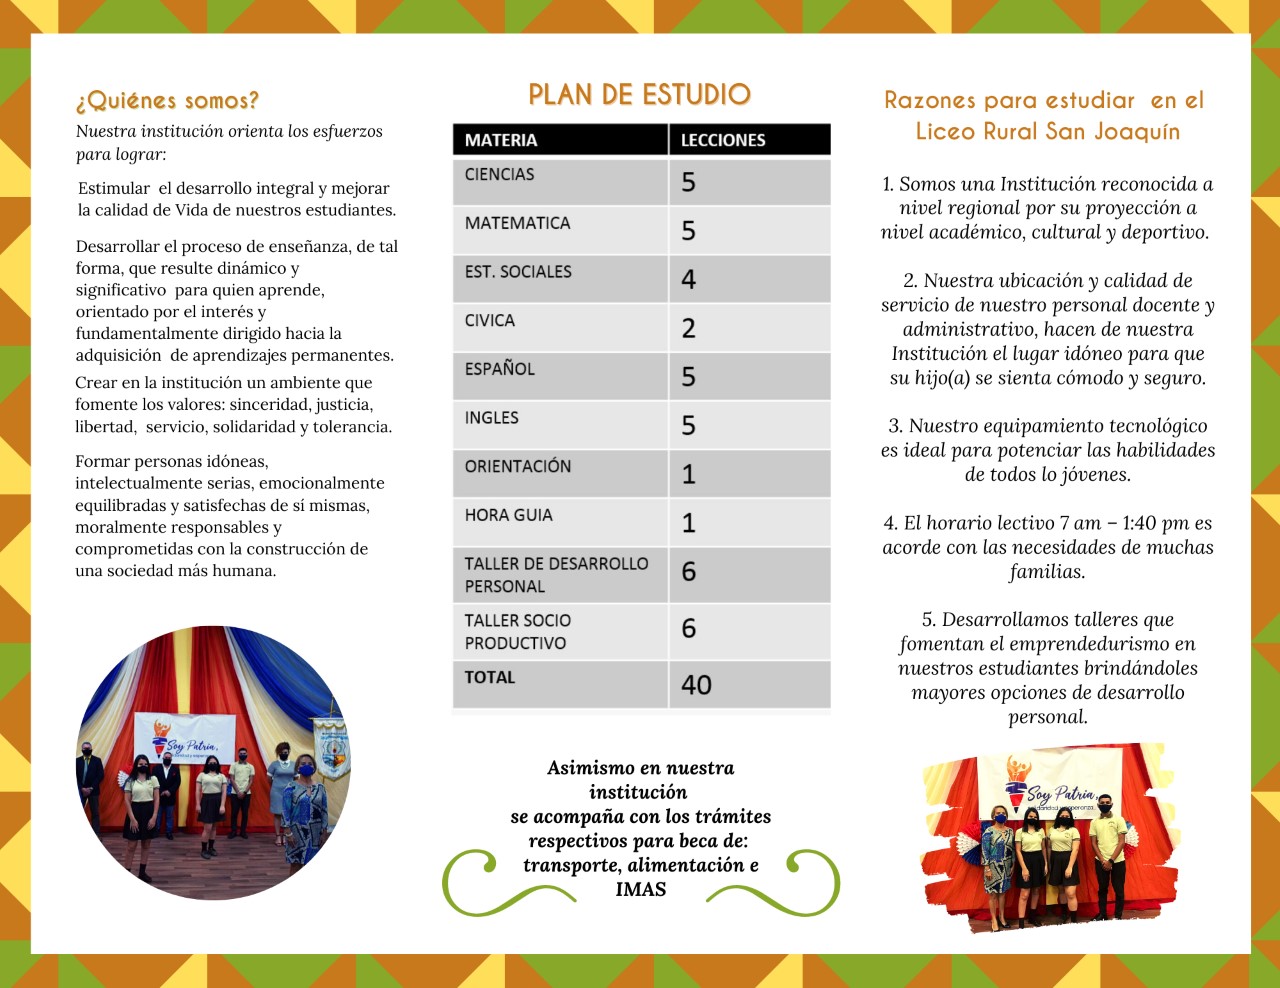 ¿Quiénes somos?
Nuestra institución orienta los esfuerzos
para lograr:
Estimular  el desarrollo integral y mejorar
la calidad de Vida de nuestros estudiantes.
Desarrollar el proceso de enseñanza, de tal
forma, que resulte dinámico y
significativo  para quien aprende,
orientado por el interés y
fundamentalmente dirigido hacia la
adquisición  de aprendizajes permanentes.
Crear en la institución un ambiente que
fomente los valores: sinceridad, justicia,
libertad,  servicio, solidaridad y tolerancia.
Formar personas idóneas,
intelectualmente serias, emocionalmente
equilibradas y satisfechas de sí mismas,
moralmente responsables y
comprometidas con la construcción de
una sociedad más humana.
Soy Patria,
PLAN DE ESTUDIO
MATERIA LECCIONES
CIENCIAS 5
MATEMATICA 5
EST. SOCIALES 4
CIVICA 2
ESPAÑOL 5
INGLES 5
ORIENTACIÓN 1
HORA GUIA 1
TALLER DE DESARROLLO
PERSONAL 6
TALLER SOCIO
PRODUCTIVO 6
TOTAL 40
Asimismo en nuestra
institución
se acompaña con los trámites
respectivos para beca de:
transporte, alimentación e
IMAS
Razones para estudiar  en el
Liceo Rural San Joaquín
1. Somos una Institución reconocida a
nivel regional por su proyección a
nivel académico, cultural y deportivo.
2. Nuestra ubicación y calidad de
servicio de nuestro personal docente y
administrativo, hacen de nuestra
Institución el lugar idóneo para que
su hijo(a) se sienta cómodo y seguro.
3. Nuestro equipamiento tecnológico
es ideal para potenciar las habilidades
de todos lo jóvenes.
4. El horario lectivo 7 am – 1:40 pm es
acorde con las necesidades de muchas
familias.
5. Desarrollamos talleres que
fomentan el emprendedurismo en
nuestros estudiantes brindándoles
mayores opciones de desarrollo
personal.
Soy Patria,